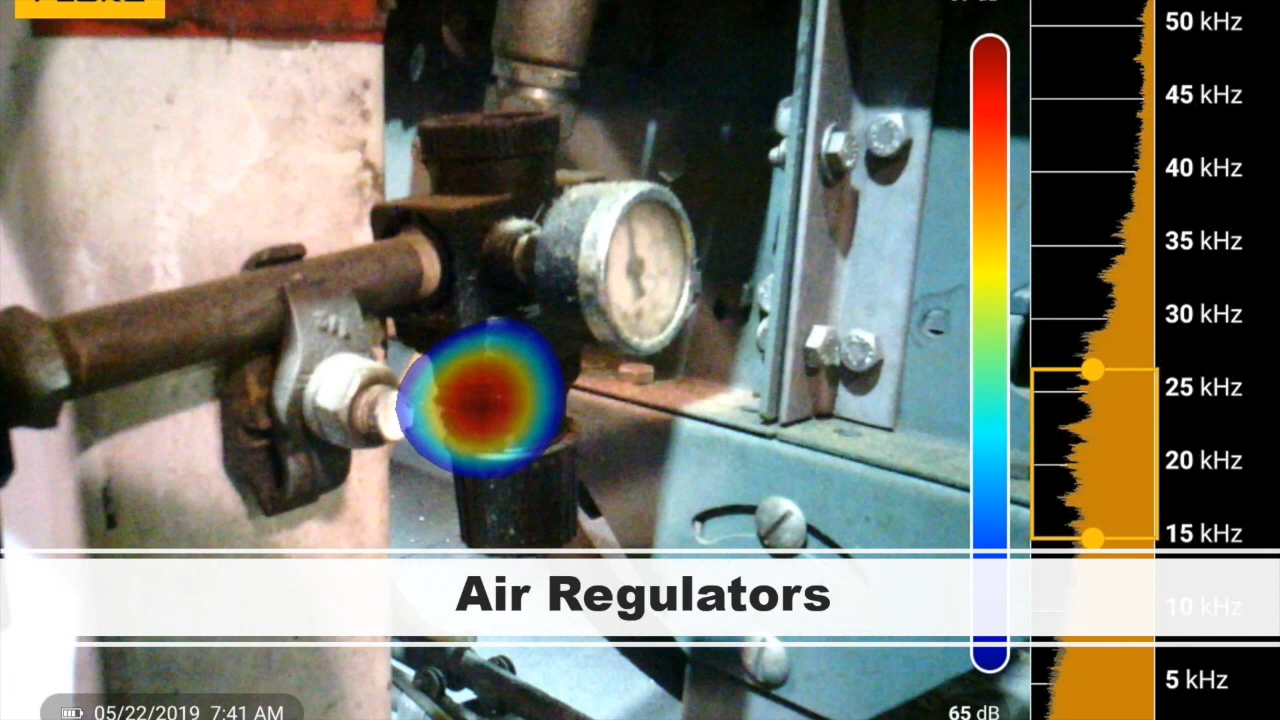 50 kHz
45 kHz
40 kHz
35 kHz
30 kHz
25 kHz
20 kHz
15 kHz
Air Regulators
10 kHz
5 kHz
05/22/2019 7:41 AM
65 dB